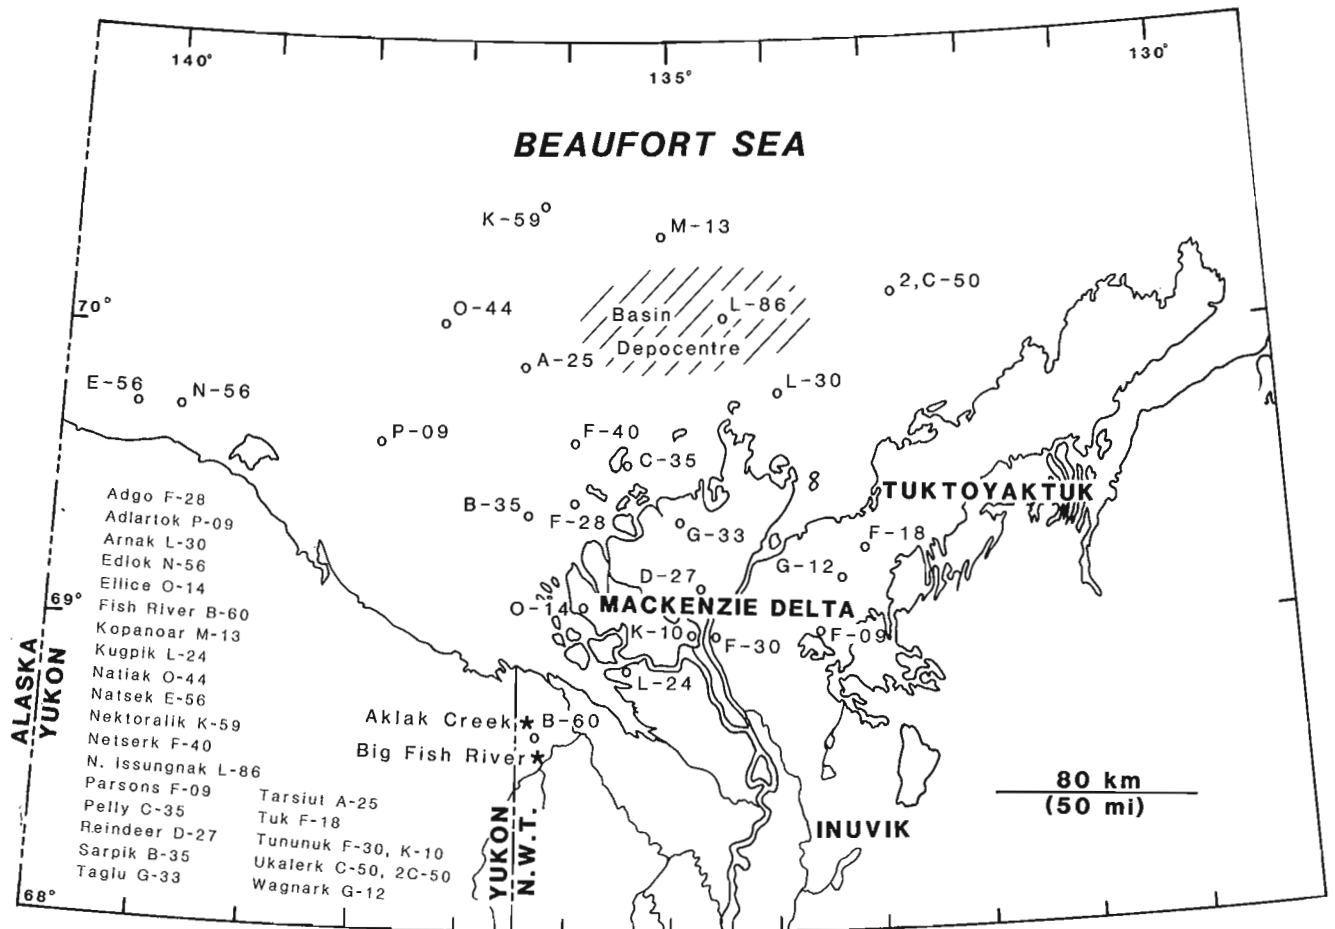 140°
135°
130°
BEAUFORT SEA
K-59
M-13
2,C-50
70°
O-44
Basin
L-86
Depocentre
A-25
E-56
N-56
L-30
P-09
F-40
C-35
TUKTOYAKTUK
B-35
F-28
G-33
F-18
G-12
D-27
69°
O-14
MACKENZIE DELTA
K-10
F-30
F-09
L-24
Aklak Creek
B-60
Big Fish River
ALASKA
YUKON
Adgo F-28
Adlartok P-09
Arnak L-30
Edlok N-56
Ellice O-14
Fish River B-60
Kopanoar M-13
Kugpik L-24
Natiak O-44
Natsek E-56
Nektoralik K-59
Netserk F-40
N. Issungnak L-86
Parsons F-09
Pelly C-35
Reindeer D-27
Sarpik B-35
Taglu G-33
Tarsiut A-25
Tuk F-18
Tununuk F-30, K-10
Ukalerk C-50, 2C-50
Wagnark G-12
YUKON
N.W.T.
INUVIK
80 km
(50 mi)
68°